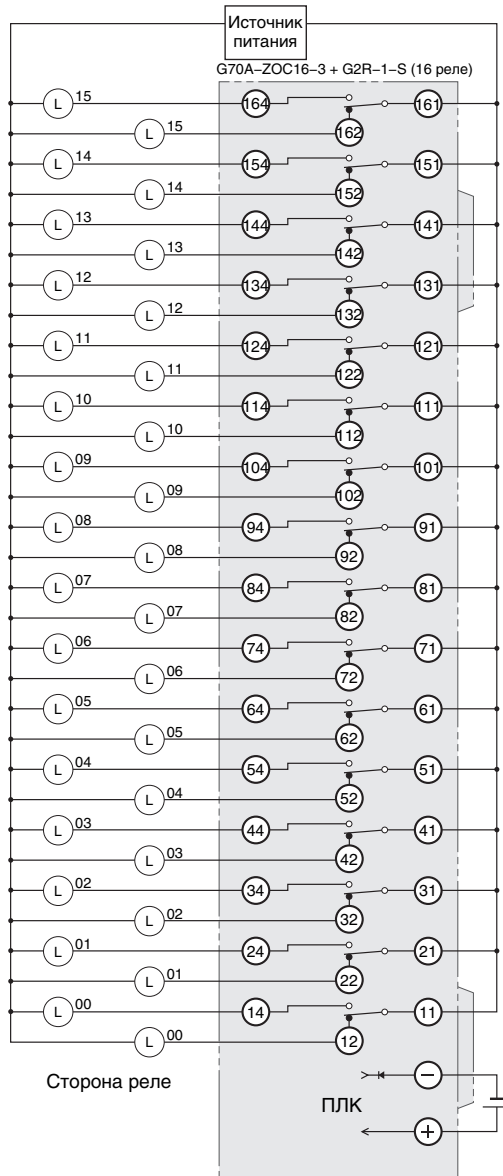 Источник
питания
G70A–ZOC16–3 + G2R–1–S (16 реле)
L 15 164 161
L 15 162
L 14 154 151
L 14 152
L 13 144 141
L 13 142
L 12 134 131
L 12 132
L 11 124 121
L 11 122
L 10 114 111
L 10 112
L 09 104 101
L 09 102
L 08 94 91
L 08 92
L 07 84 81
L 07 82
L 06 74 71
L 06 72
L 05 64 61
L 05 62
L 04 54 51
L 04 52
L 03 44 41
L 03 42
L 02 34 31
L 02 32
L 01 24 21
L 01 22
L 00 14 11
L 00 12
Сторона реле
−
ПЛК
+